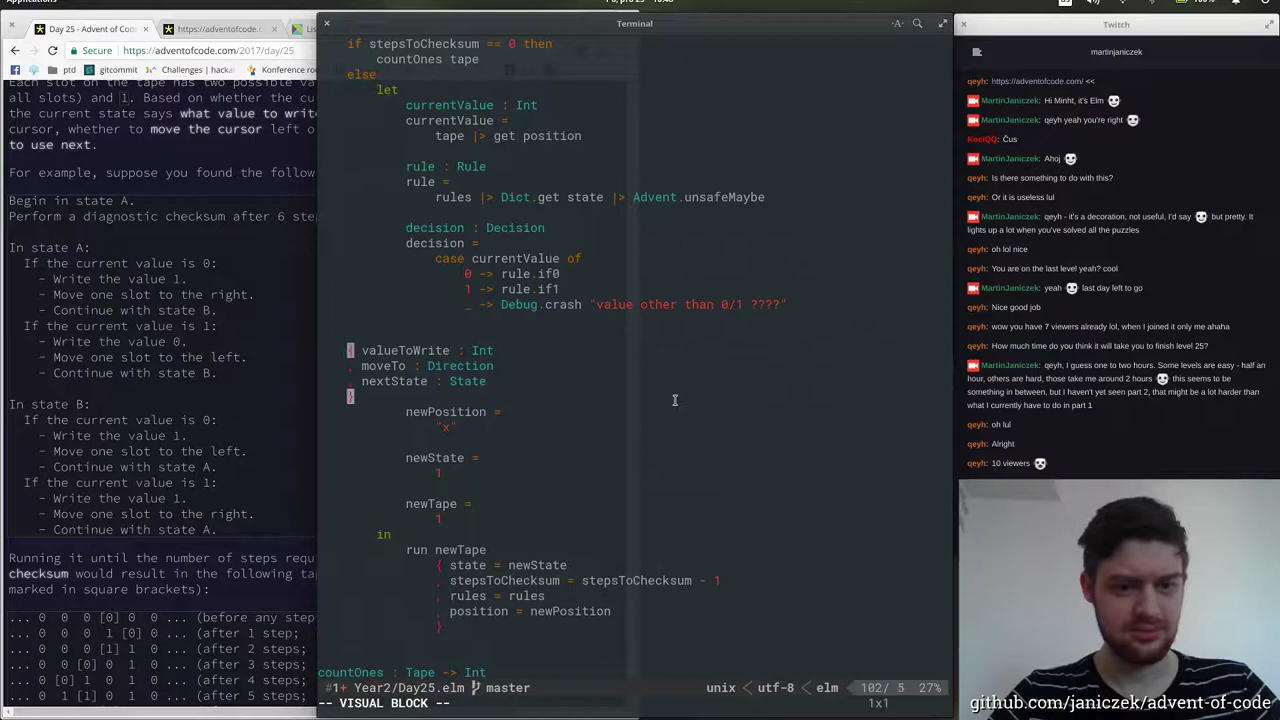 Applications
Day 25 - Advent of Cod
https://adventofcode.c
Lis
Secure
https://adventofcode.com/2017/day/25
ptd
gitcommit
Challenges | hacka
Konference ro
Each slot on the tape has two possible va
all slots) and 1. Based on whether the cu
the current state says what value to write
cursor, whether to move the cursor left o
to use next.
For example, suppose you found the follow
Begin in state A.
Perform a diagnostic checksum after 6 step
In state A:
If the current value is 0:
- Write the value 1.
- Move one slot to the right.
If the current value is 1:
- Write the value 0.
- Move one slot to the left.
In state B:
If the current value is 0:
- Write the value 1.
- Move one slot to the left.
- Continue with state A.
If the current value is 1:
- Write the value 1.
- Move one slot to the right.
- Continue with state A.
Running it until the number of steps requ
checksum would result in the following ta
marked in square brackets):
... 0 0 0 [0] 0 0 ... (before any step
... 0 0 0 1 [0] 0 ... (after 1 step;
... 0 0 0 [1] 1 0 ... (after 2 steps;
... 0 0 [0] 0 1 0 ... (after 3 steps;
... 0 [0] 1 0 1 0 ... (after 4 steps;
... 0 1 [1] 0 1 0 ... (after 5 steps;
Terminal
if stepsToChecksum == 0 then
countOnes tape
else
let
currentValue : Int
currentValue =
tape |> get position
rule : Rule
rule =
rules |> Dict.get state |> Advent.unsafeMaybe
decision : Decision
decision =
case currentValue of
0 -> rule.if0
1 -> rule.if1
_ -> Debug.crash "value other than 0/1 ????"
{ valueToWrite : Int
, moveTo : Direction
, nextState : State
}
newPosition =
"x"
newState =
1
newTape =
1
in
run newTape
{ state = newState
, stepsToChecksum = stepsToChecksum - 1
, rules = rules
, position = newPosition
}
countOnes : Tape -> Int
#1+ Year2/Day25.elm master
unix < utf-8 < elm 102/ 5 27%
-- VISUAL BLOCK --
1x1
Twitch
martinjaniczek
qeyh: https://adventofcode.com/ <<
MartinJaniczek: Hi Minht, it's Elm
MartinJaniczek: qeyh yeah you're right
KociQQ: Čus
MartinJaniczek: Ahoj
qeyh: Is there something to do with this?
qeyh: Or it is useless lul
MartinJaniczek: qeyh - it's a decoration, not useful, I'd say but pretty. It
lights up a lot when you've solved all the puzzles
qeyh: oh lol nice
qeyh: You are on the last level yeah? cool
MartinJaniczek: yeah last day left to go
qeyh: Nice good job
qeyh: wow you have 7 viewers already lol, when I joined it only me ahaha
qeyh: How much time do you think it will take you to finish level 25?
MartinJaniczek: qeyh, I guess one to two hours. Some levels are easy - half an
hour, others are hard, those take me around 2 hours this seems to be
something in between, but I haven't yet seen part 2, that might be a lot harder than
what I currently have to do in part 1
qeyh: oh lul
qeyh: Alright
qeyh: 10 viewers
github.com/janiczek/advent-of-code